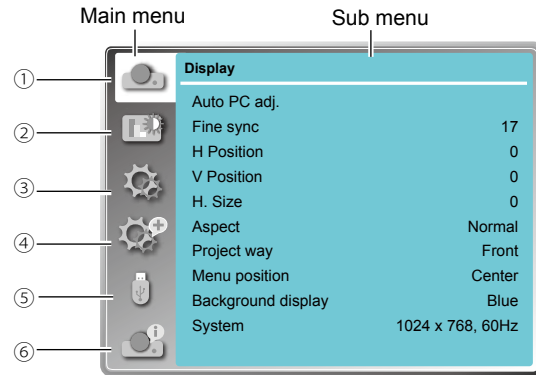 Main menu
Sub menu
① Display
Auto PC adj.
② Fine sync 17
H Position 0
③ V Position 0
H. Size 0
④ Aspect Normal
Project way Front
Menu position Center
⑤ Background display Blue
System 1024 x 768, 60Hz
⑥